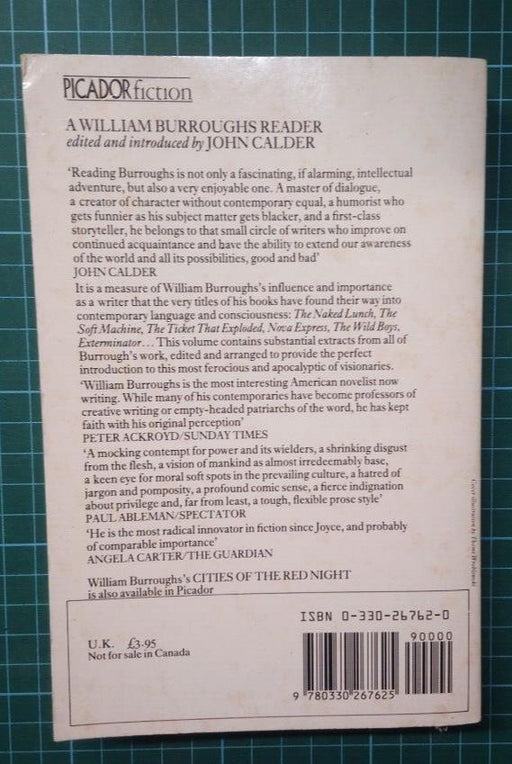 PICADOR fiction
A WILLIAM BURROUGHS READER
edited and introduced by JOHN CALDER
'Reading Burroughs is not only a fascinating, if alarming, intellectual
adventure, but also a very enjoyable one. A master of dialogue,
a creator of character without contemporary equal, a humorist who
gets funnier as his subject matter gets blacker, and a first-class
storyteller, he belongs to that small circle of writers who improve on
continued acquaintance and have the ability to extend our awareness
of the world and all its possibilities, good and bad'
JOHN CALDER
It is a measure of William Burroughs's influence and importance
as a writer that the very titles of his books have found their way into
contemporary language and consciousness: The Naked Lunch, The
Soft Machine, The Ticket That Exploded, Nova Express, The Wild Boys,
Exterminator... This volume contains substantial extracts from all of
Burrough's work, edited and arranged to provide the perfect
introduction to this most ferocious and apocalyptic of visionaries.
'William Burroughs is the most interesting American novelist now
writing. While many of his contemporaries have become professors of
creative writing or empty-headed patriarchs of the word, he has kept
faith with his original perception'
PETER ACKROYD/SUNDAY TIMES
'A mocking contempt for power and its wielders, a shrinking disgust
from the flesh, a vision of mankind as almost irredeemably base,
a keen eye for moral soft spots in the prevailing culture, a hatred of
jargon and pomposity, a profound comic sense, a fierce indignation
about privilege and, far from least, a tough, flexible prose style'
PAUL ABLEMAN/SPECTATOR
'He is the most radical innovator in fiction since Joyce, and probably
of comparable importance'
ANGELA CARTER/THE GUARDIAN
William Burroughs's CITIES OF THE RED NIGHT
is also available in Picador
U.K. £3.95
Not for sale in Canada
ISBN 0-330-26762-0
90000
9 780330 267625
Cover illustration by